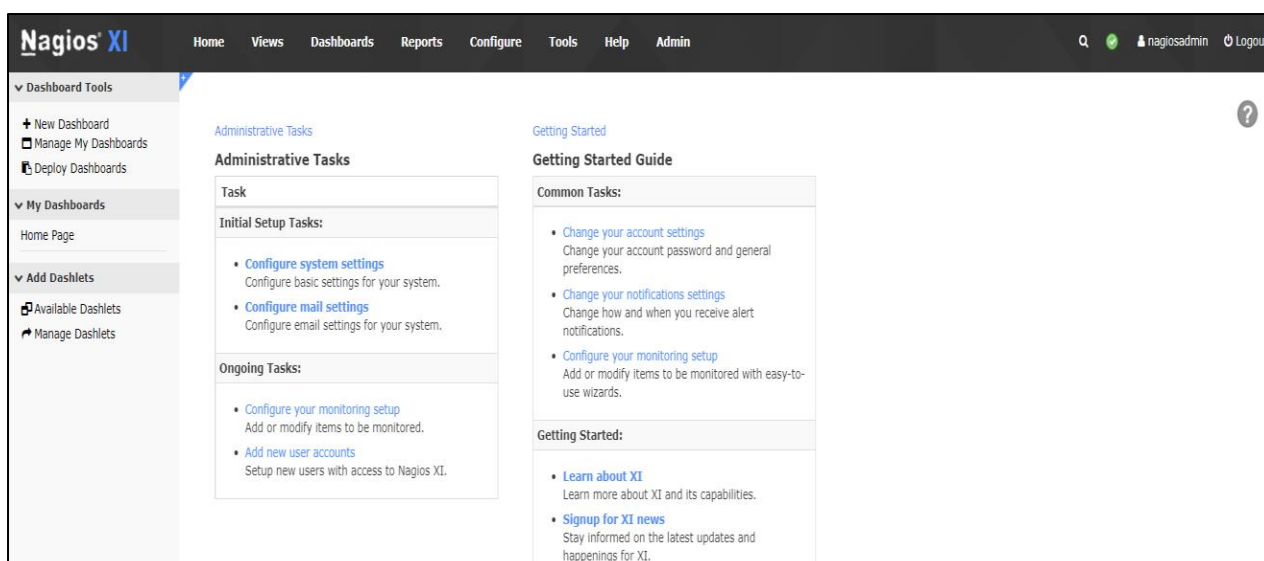 Nagios® XI
Home Views Dashboards Reports Configure Tools Help Admin
nagiosadmin Logou
Dashboard Tools
New Dashboard
Manage My Dashboards
Deploy Dashboards
My Dashboards
Home Page
Add Dashlets
Available Dashlets
Manage Dashlets
Administrative Tasks
Administrative Tasks
Task
Initial Setup Tasks:
• Configure system settings
Configure basic settings for your system.
• Configure mail settings
Configure email settings for your system.
Ongoing Tasks:
• Configure your monitoring setup
Add or modify items to be monitored.
• Add new user accounts
Setup new users with access to Nagios XI.
Getting Started
Getting Started Guide
Common Tasks:
• Change your account settings
Change your account password and general
preferences.
• Change your notifications settings
Change how and when you receive alert
notifications.
• Configure your monitoring setup
Add or modify items to be monitored with easy-to-
use wizards.
Getting Started:
• Learn about XI
Learn more about XI and its capabilities.
• Signup for XI news
Stay informed on the latest updates and
happenings for XI.
?